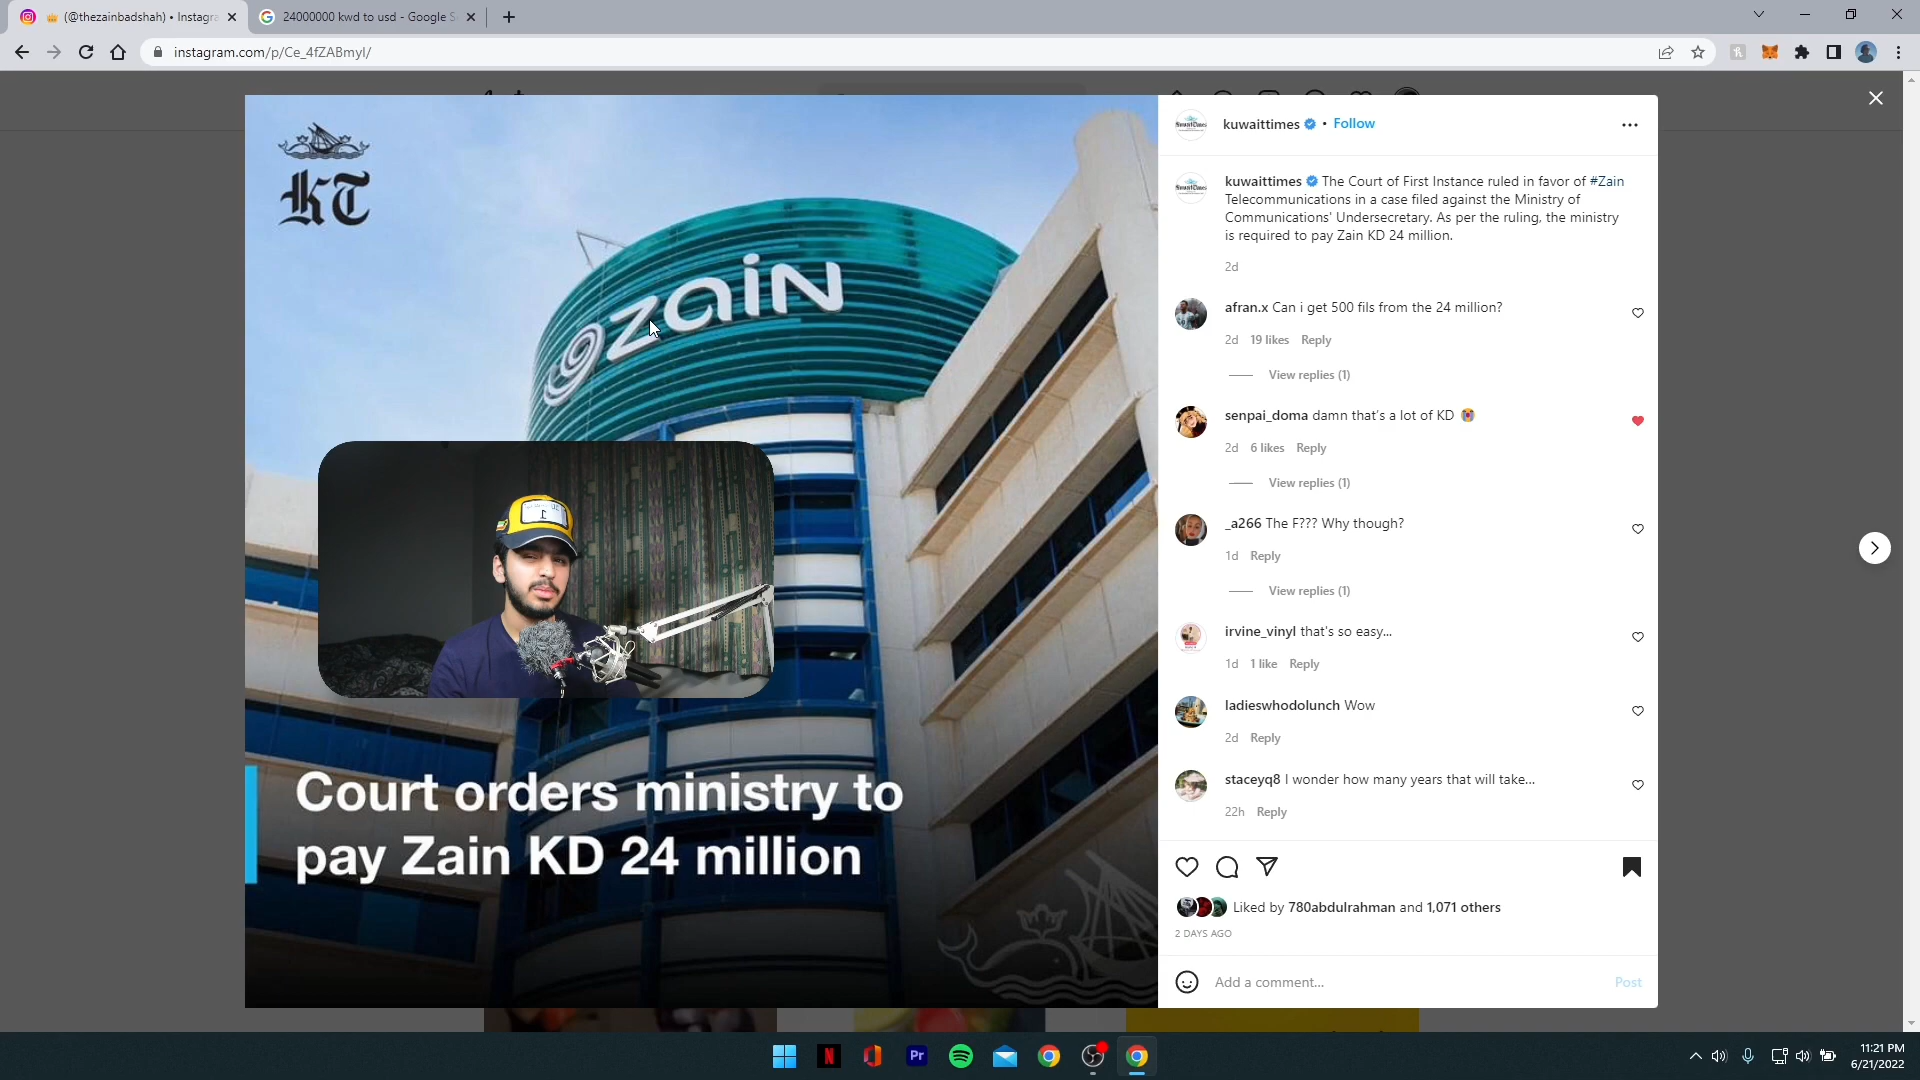 (@thezainbadshah) • Instagra
24000000 kwd to usd - Google S
instagram.com/p/Ce_4fZABmyI/
KT
zain
Court orders ministry to
pay Zain KD 24 million
kuwaittimes • Follow
kuwaittimes The Court of First Instance ruled in favor of #Zain
Telecommunications in a case filed against the Ministry of
Communications' Undersecretary. As per the ruling, the ministry
is required to pay Zain KD 24 million.
2d
afran.x Can i get 500 fils from the 24 million?
2d 19 likes Reply
View replies (1)
senpai_doma damn that's a lot of KD 😭
2d 6 likes Reply
View replies (1)
_a266 The F??? Why though?
1d Reply
View replies (1)
irvine_vinyl that's so easy...
1d 1 like Reply
ladieswhodolunch Wow
2d Reply
staceyq8 I wonder how many years that will take...
22h Reply
Liked by 780abdulrahman and 1,071 others
2 DAYS AGO
Add a comment...
Post
N
Pr
11:21 PM
6/21/2022